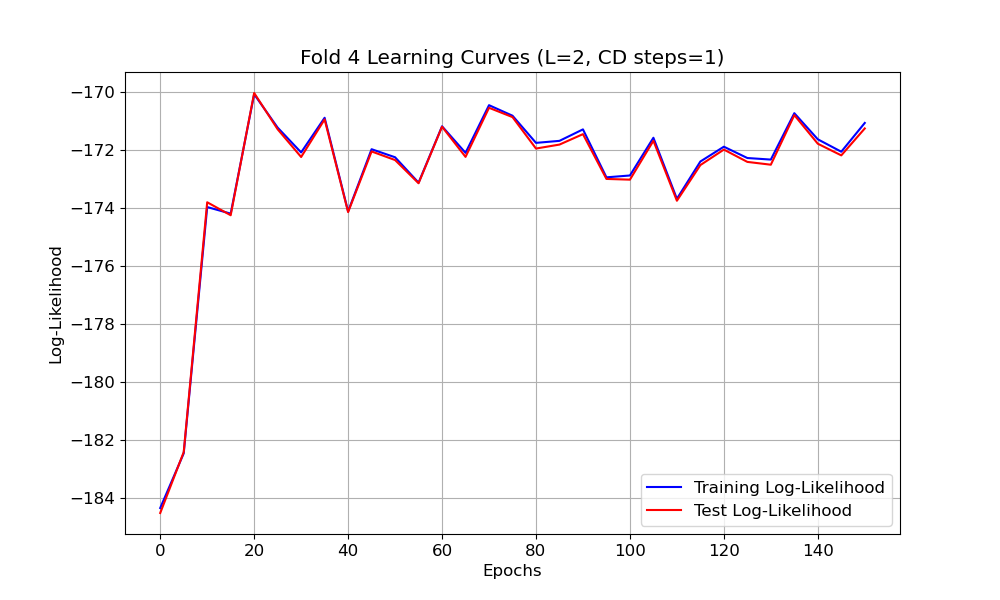 Fold 4 Learning Curves (L=2, CD steps=1)
Log-Likelihood
−170
−172
−174
−176
−178
−180
−182
−184
Training Log-Likelihood
Test Log-Likelihood
0 20 40 60 80 100 120 140
Epochs